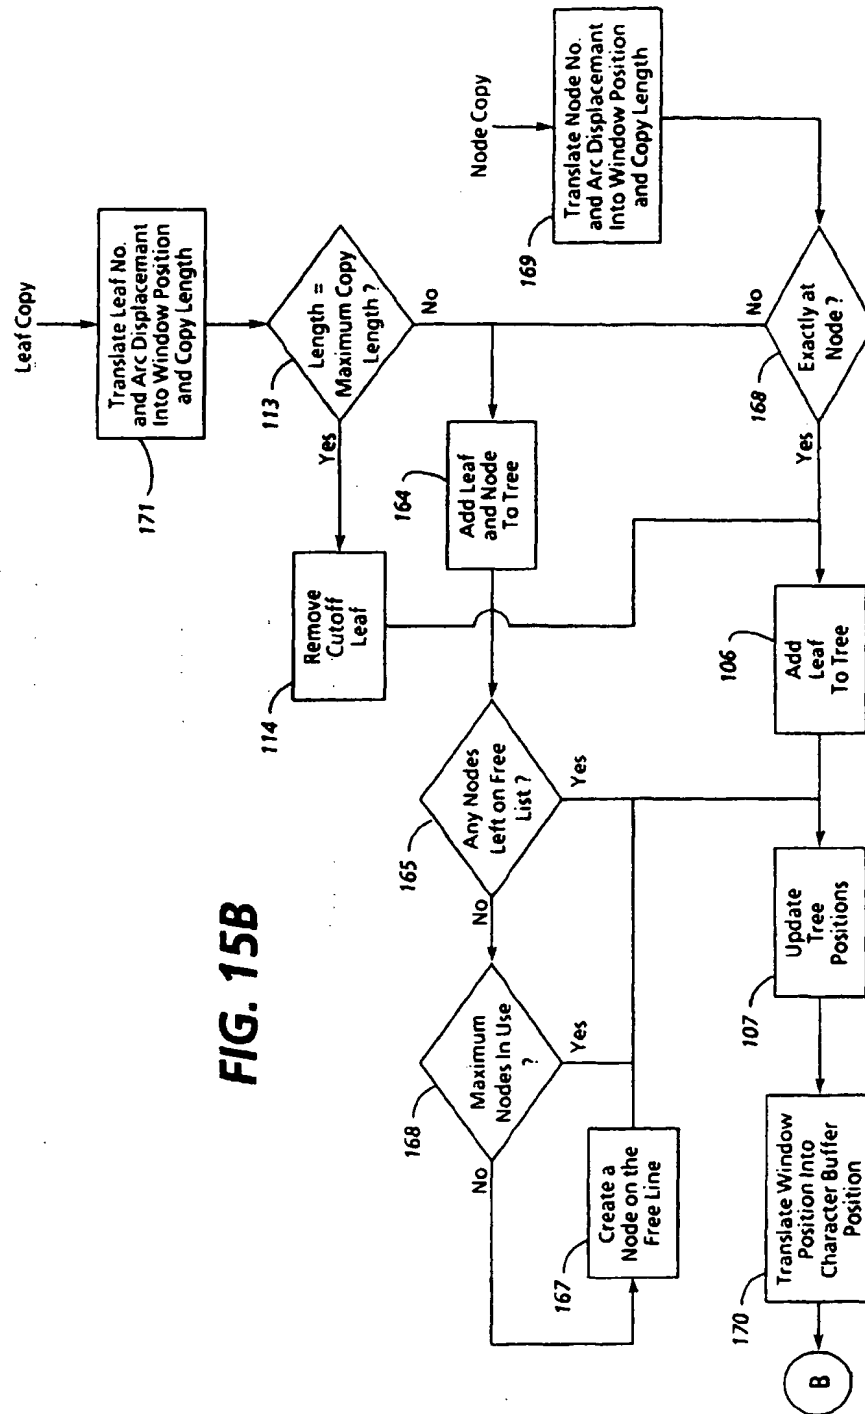 FIG. 15B
Leaf Copy
Translate Leaf No.
and Arc Displacemant
Into Window Position
and Copy Length
171
Length =
Maximum Copy
Length ?
113
Yes
No
Remove
Cutoff
Leaf
114
Add Leaf
and Node
To Tree
164
Any Nodes
Left on Free
List ?
165
Yes
No
Maximum
Nodes In Use
?
168
Yes
No
Create a
Node on the
Free Line
167
Node Copy
Translate Node No.
and Arc Displacemant
Into Window Position
and Copy Length
169
Exactly at
Node ?
168
No
Yes
Add
Leaf
To Tree
106
Update
Tree
Positions
107
Translate Window
Position Into
Character Buffer
Position
170
B